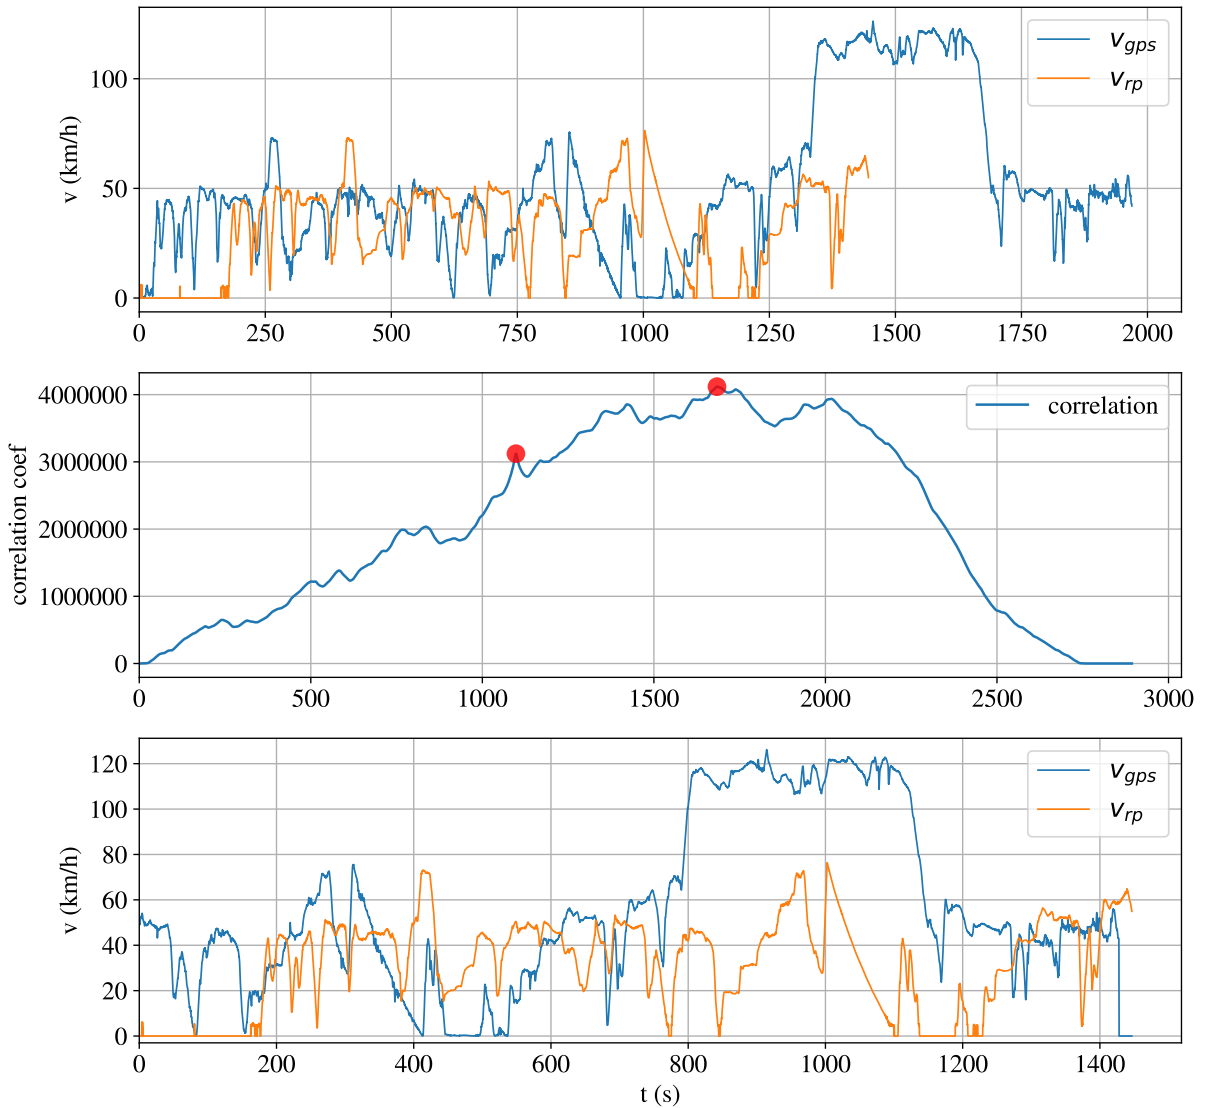 v (km/h)
100
50
0
v_gps
v_rp
0 250 500 750 1000 1250 1500 1750 2000
correlation coef
4000000
3000000
2000000
1000000
0
correlation
0 500 1000 1500 2000 2500 3000
v (km/h)
120
100
80
60
40
20
0
v_gps
v_rp
0 200 400 600 800 1000 1200 1400
t (s)